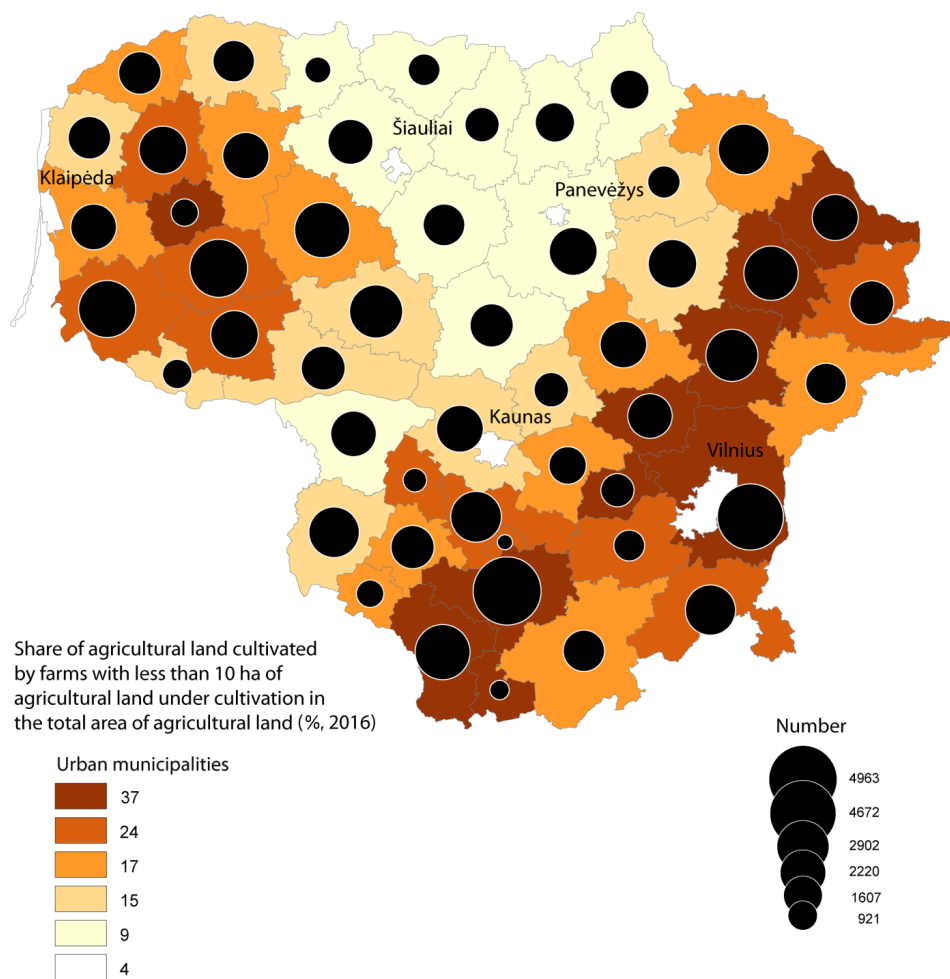 Šiauliai
Klaipėda
Panevėžys
Kaunas
Vilnius
Share of agricultural land cultivated
by farms with less than 10 ha of
agricultural land under cultivation in
the total area of agricultural land (%, 2016)
Urban municipalities
37
24
17
15
9
4
Number
4963
4672
2902
2220
1607
921